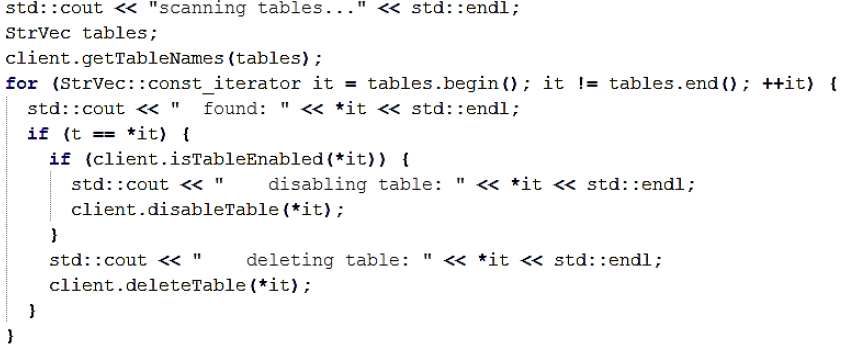 std::cout << "scanning tables..." << std::endl;
StrVec tables;
client.getTableNames(tables);
for (StrVec::const_iterator it = tables.begin(); it != tables.end(); ++it) {
  std::cout << "  found: " << *it << std::endl;
  if (t == *it) {
    if (client.isTableEnabled(*it)) {
      std::cout << "    disabling table: " << *it << std::endl;
      client.disableTable(*it);
    }
    std::cout << "    deleting table: " << *it << std::endl;
    client.deleteTable(*it);
  }
}